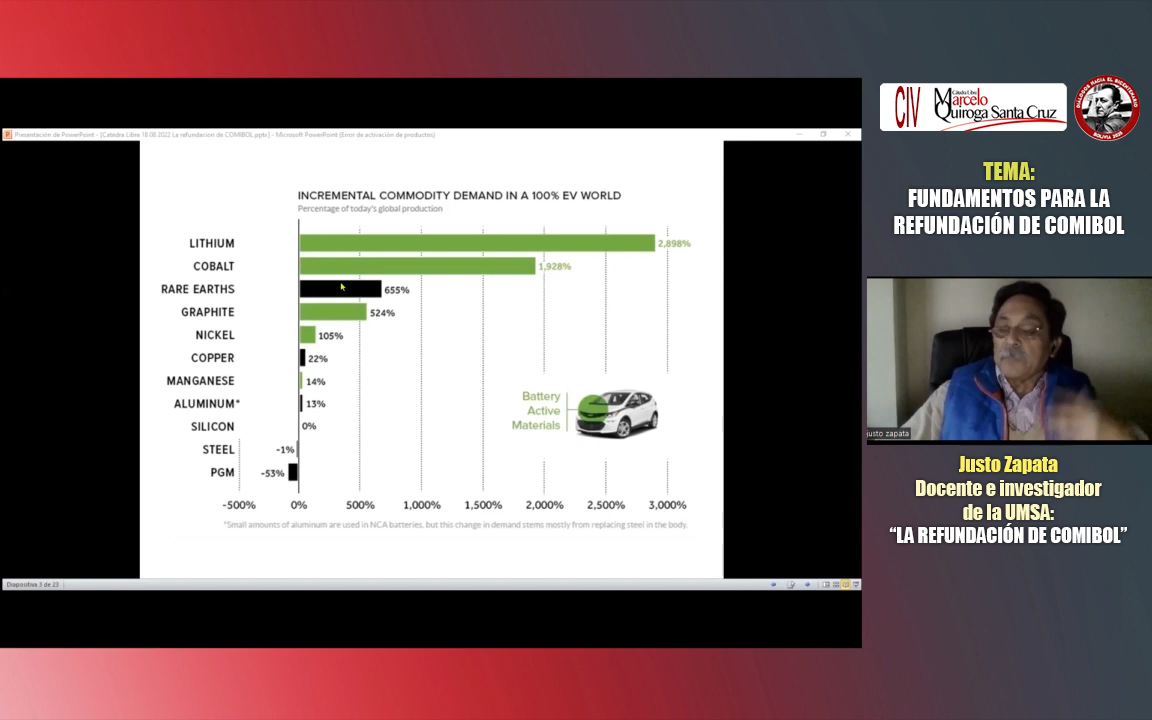 Presentación de PowerPoint - [Catedra Libre 18.08.2022 La refundacion de COMIBOL.pptx] - Microsoft PowerPoint (Error de activación de productos)
INCREMENTAL COMMODITY DEMAND IN A 100% EV WORLD
Percentage of today's global production
LITHIUM 2,898%
COBALT 1,928%
RARE EARTHS 655%
GRAPHITE 524%
NICKEL 105%
COPPER 22%
MANGANESE 14%
ALUMINUM* 13%
SILICON 0%
STEEL -1%
PGM -53%
-500% 0% 500% 1,000% 1,500% 2,000% 2,500% 3,000%
Battery
Active
Materials
*Small amounts of aluminum are used in NCA batteries, but this change in demand stems mostly from replacing steel in the body.
Diapositiva 3 de 23
CIV
Cátedra Libre
Marcelo
Quiroga Santa Cruz
DIÁLOGOS HACIA EL BICENTENARIO
BOLIVIA 2025
TEMA:
FUNDAMENTOS PARA LA
REFUNDACIÓN DE COMIBOL
justo zapata
Justo Zapata
Docente e investigador
de la UMSA:
“LA REFUNDACIÓN DE COMIBOL”